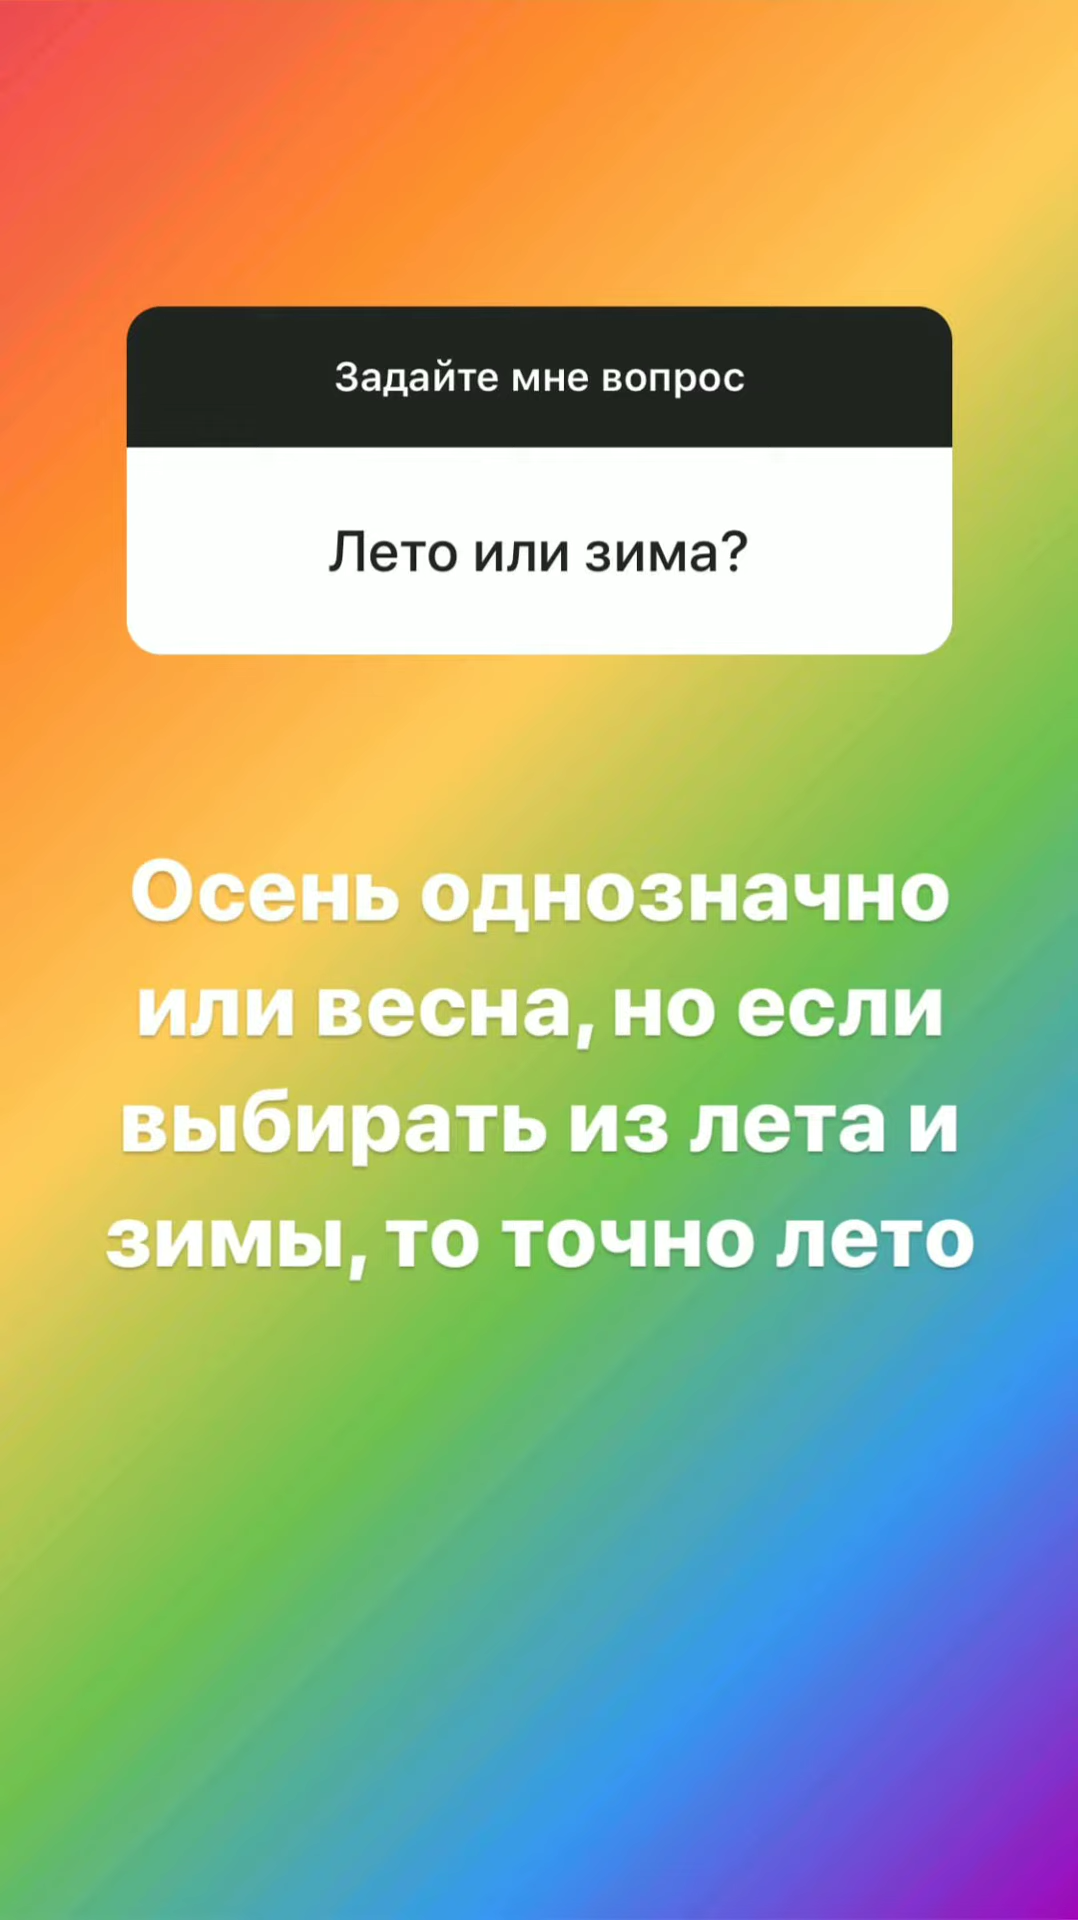 Задайте мне вопрос
Лето или зима?
Осень однозначно
или весна, но если
выбирать из лета и
зимы, то точно лето